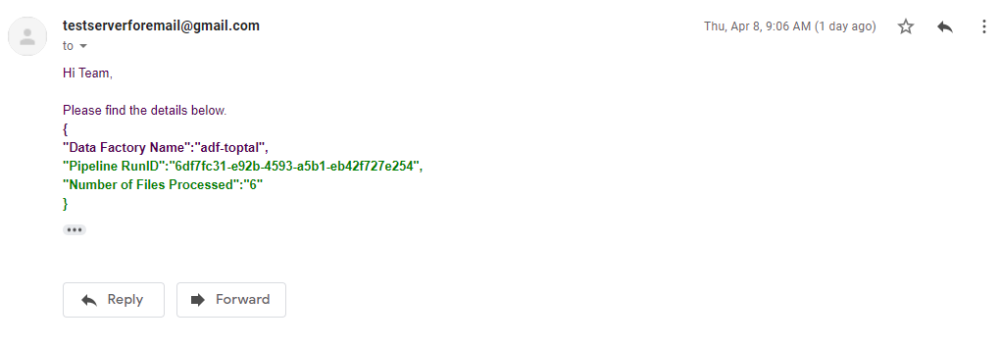 testserverforemail@gmail.com
Thu, Apr 8, 9:06 AM (1 day ago)
to
Hi Team,
Please find the details below.
{
"Data Factory Name":"adf-toptal",
"Pipeline RunID":"6df7fc31-e92b-4593-a5b1-eb42f727e254",
"Number of Files Processed":"6"
}
Reply
Forward